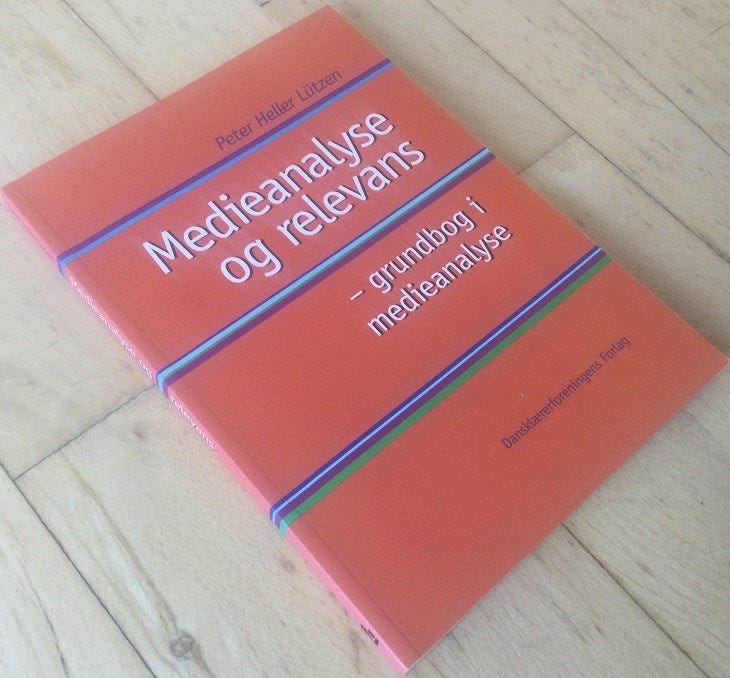 Peter Heller Lützen
Medieanalyse
og relevans
– grundbog i
medieanalyse
Dansklærerforeningens Forlag
Medieanalyse og relevans